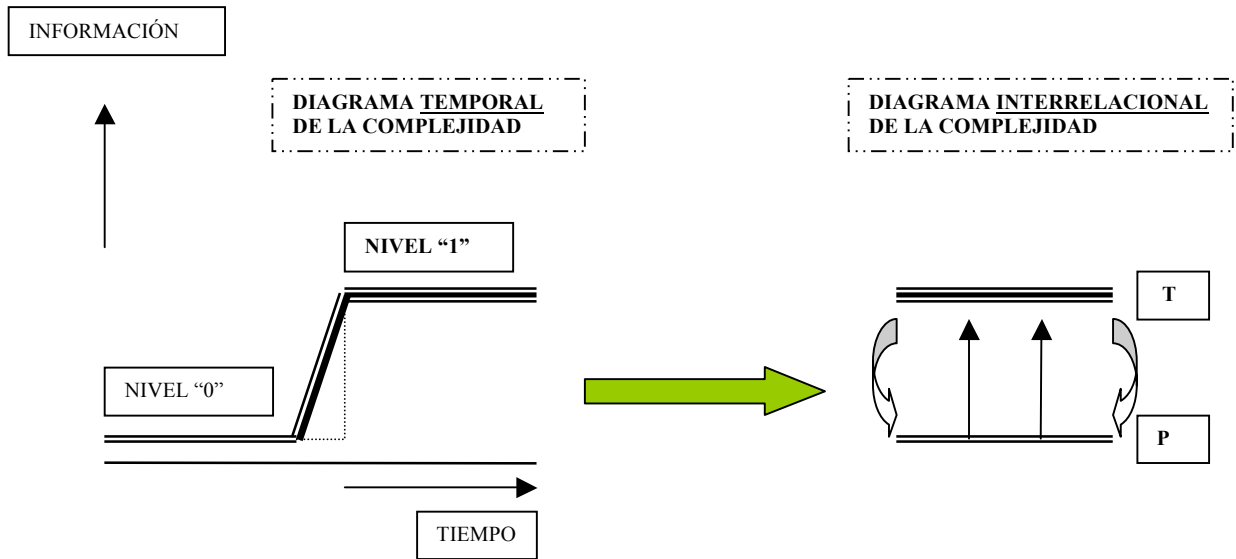 INFORMACIÓN
DIAGRAMA TEMPORAL
DE LA COMPLEJIDAD
DIAGRAMA INTERRELACIONAL
DE LA COMPLEJIDAD
NIVEL “1”
T
NIVEL “0”
P
TIEMPO